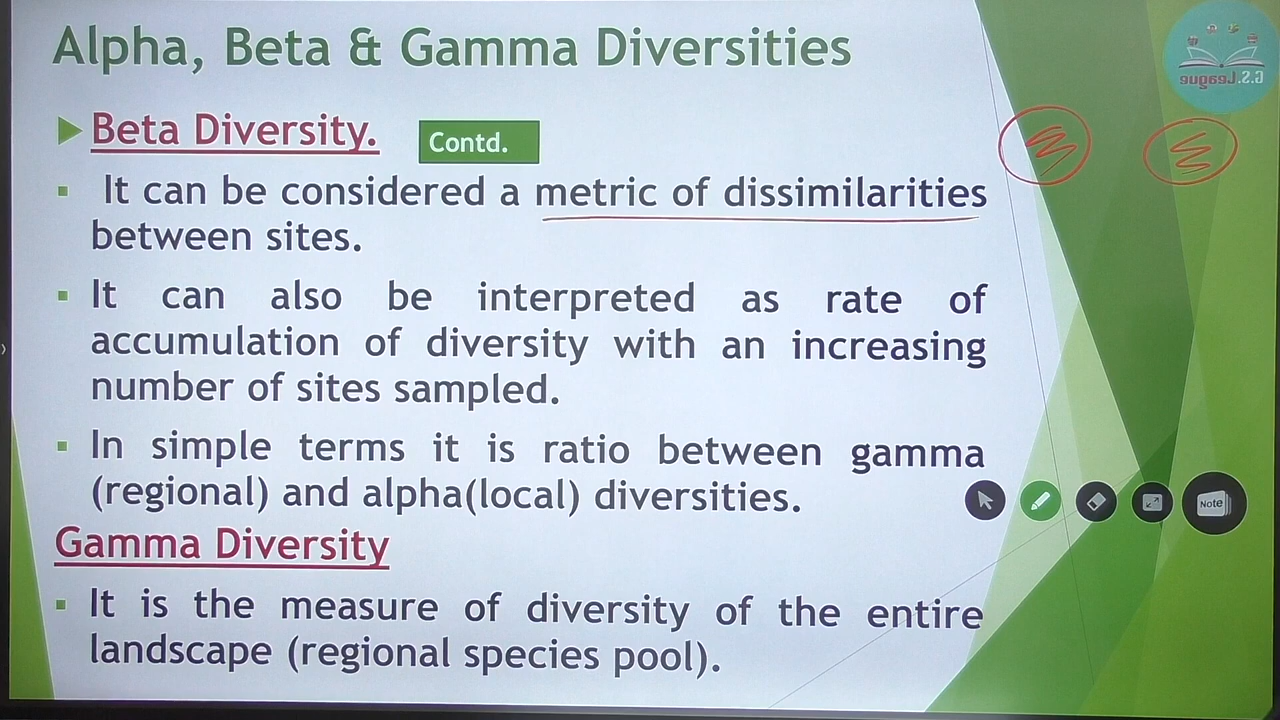 Alpha, Beta & Gamma Diversities
Beta Diversity.
Contd.
It can be considered a metric of dissimilarities
between sites.
It can also be interpreted as rate of
accumulation of diversity with an increasing
number of sites sampled.
In simple terms it is ratio between gamma
(regional) and alpha(local) diversities.
Gamma Diversity
It is the measure of diversity of the entire
landscape (regional species pool).
Note
G.S.League